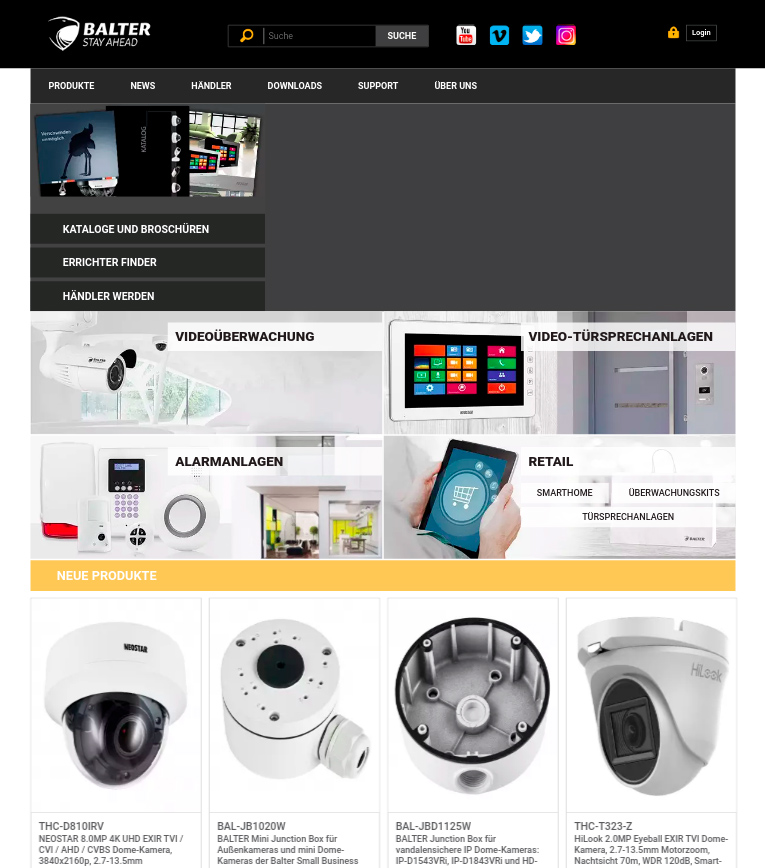 BALTER
STAY AHEAD
Suche
SUCHE
You
Tube
Login
PRODUKTE
NEWS
HÄNDLER
DOWNLOADS
SUPPORT
ÜBER UNS
Verschwinden
unmöglich
KATALOG
KATALOGE UND BROSCHÜREN
ERRICHTER FINDER
HÄNDLER WERDEN
VIDEOÜBERWACHUNG
VIDEO-TÜRSPRECHANLAGEN
ALARMANLAGEN
RETAIL
SMARTHOME
ÜBERWACHUNGSKITS
TÜRSPRECHANLAGEN
BALTER
NEUE PRODUKTE
NEOSTAR
HiLook
THC-D810IRV
NEOSTAR 8.0MP 4K UHD EXIR TVI /
CVI / AHD / CVBS Dome-Kamera,
3840x2160p, 2.7-13.5mm
BAL-JB1020W
BALTER Mini Junction Box für
Außenkameras und mini Dome-
Kameras der Balter Small Business
BAL-JBD1125W
BALTER Junction Box für
vandalensichere IP Dome-Kameras:
IP-D1543VRi, IP-D1843VRi und HD-
THC-T323-Z
HiLook 2.0MP Eyeball EXIR TVI Dome-
Kamera, 2.7-13.5mm Motorzoom,
Nachtsicht 70m, WDR 120dB, Smart-